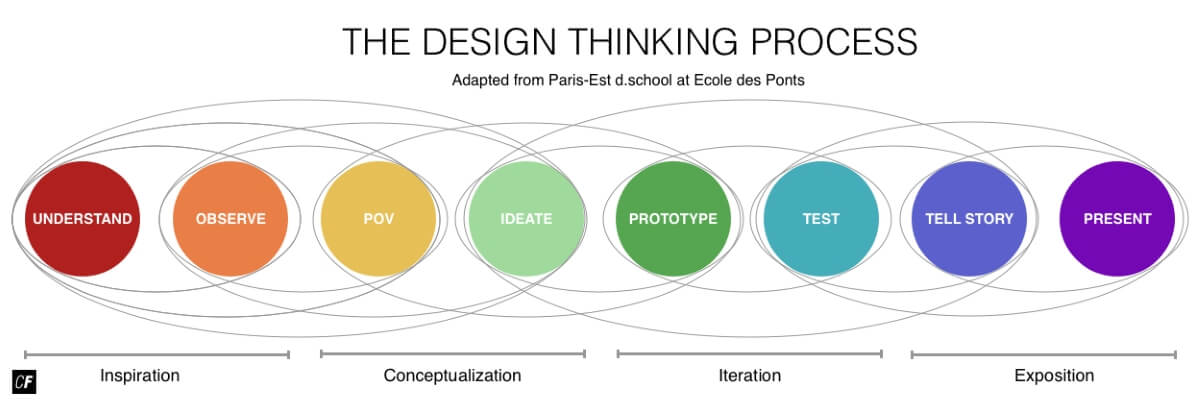 THE DESIGN THINKING PROCESS
Adapted from Paris-Est d.school at Ecole des Ponts
UNDERSTAND
OBSERVE
POV
IDEATE
PROTOTYPE
TEST
TELL STORY
PRESENT
Inspiration
Conceptualization
Iteration
Exposition
CF